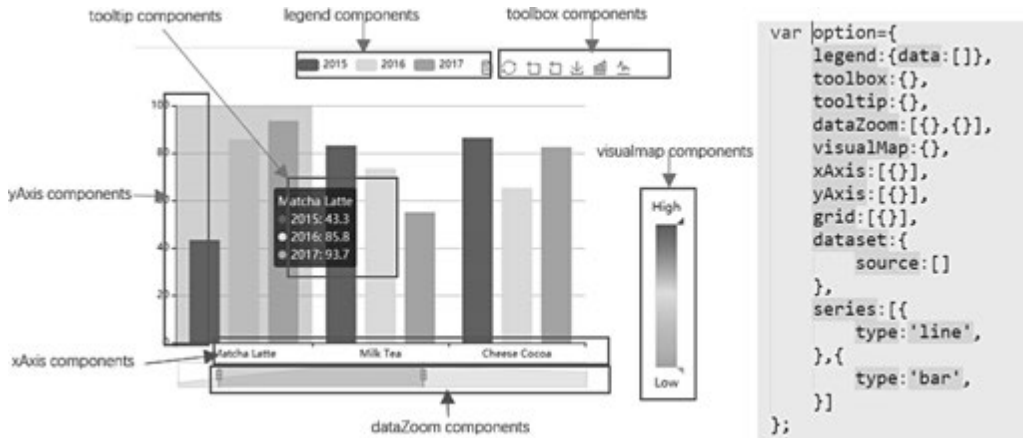 tooltip components
legend components
toolbox components
2015
2016
2017
100
80
60
40
20
0
yAxis components
Matcha Latte
2015: 43.3
2016: 85.8
2017: 93.7
visualmap components
High
Low
xAxis components
Matcha Latte
Milk Tea
Cheese Cocoa
dataZoom components
var option={
legend:{data:[]},
toolbox:{},
tooltip:{},
dataZoom:[{},{}],
visualMap:{},
xAxis:[{}],
yAxis:[{}],
grid:[{}],
dataset:{
source:[]
},
series:[{
type:'line',
},{
type:'bar',
}]
};